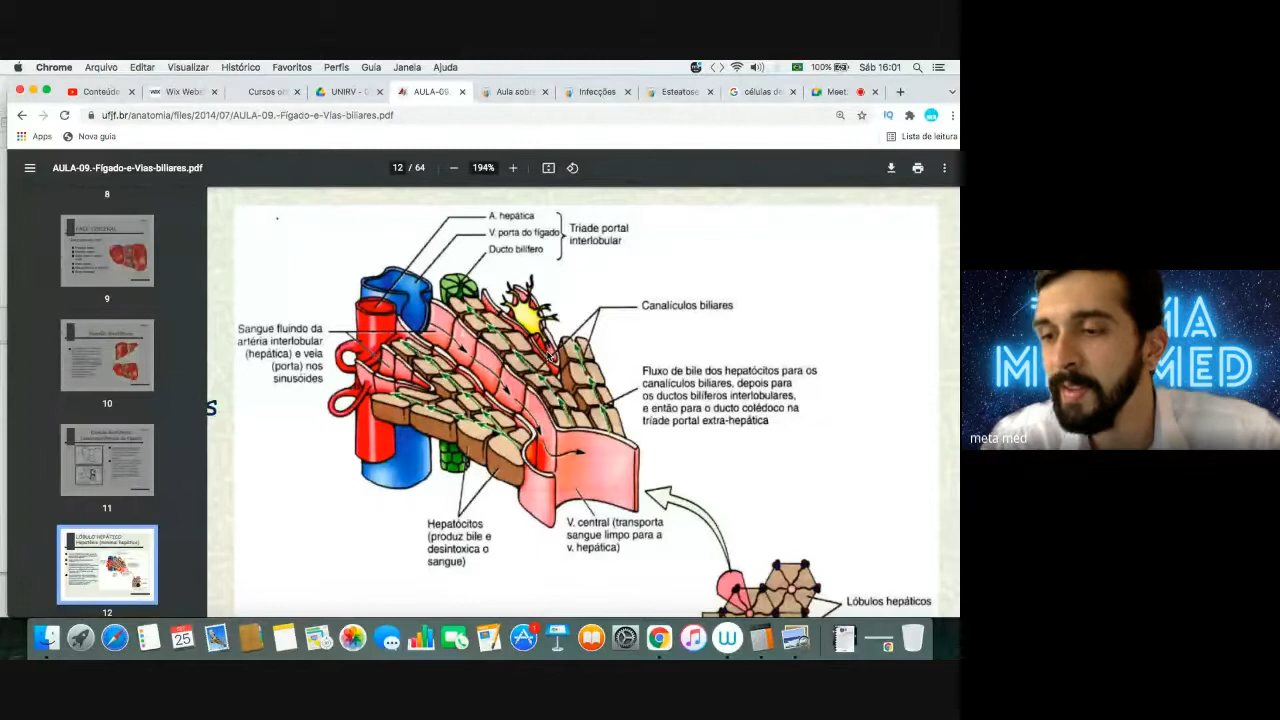 Chrome Arquivo Editar Visualizar Histórico Favoritos Perfis Guia Janela Ajuda 100% Sáb 16:01
Conteúdo Wix Web Cursos on UNIRV - G AULA-09. Aula sobre Infecções Esteatose células de Meet
ufjf.br/anatomia/files/2014/07/AULA-09.-Fígado-e-Vias-biliares.pdf
Apps Nova guia Lista de leitura
AULA-09.-Fígado-e-Vias-biliares.pdf 12 / 64 194%
8
9
10
11
LÓBULO HEPÁTICO
12
A. hepática
V. porta do fígado
Ducto bilífero
Tríade portal
interlobular
Canalículos biliares
Sangue fluindo da
artéria interlobular
(hepática) e veia
(porta) nos
sinusóides
Fluxo de bile dos hepatócitos para os
canalículos biliares, depois para
os ductos bilíferos interlobulares,
e então para o ducto colédoco na
tríade portal extra-hepática
s
Hepatócitos
(produz bile e
desintoxica o
sangue)
V. central (transporta
sangue limpo para a
v. hepática)
Lóbulos hepáticos
meta med